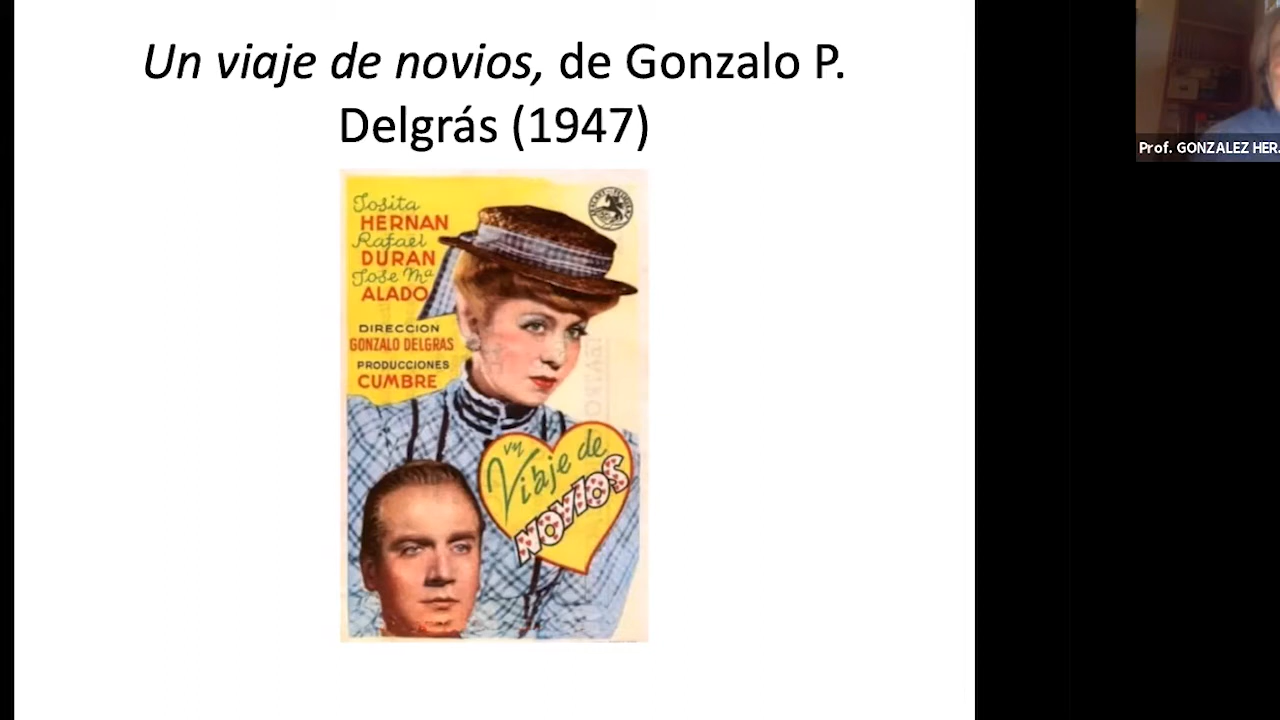 Un viaje de novios, de Gonzalo P.
Delgrás (1947)
Josita
HERNAN
Rafael
DURAN
Jose Mª
ALADO
DIRECCION
GONZALO DELGRAS
PRODUCCIONES
CUMBRE
un
Viaje de
NOVIOS
Prof. GONZALEZ HER.